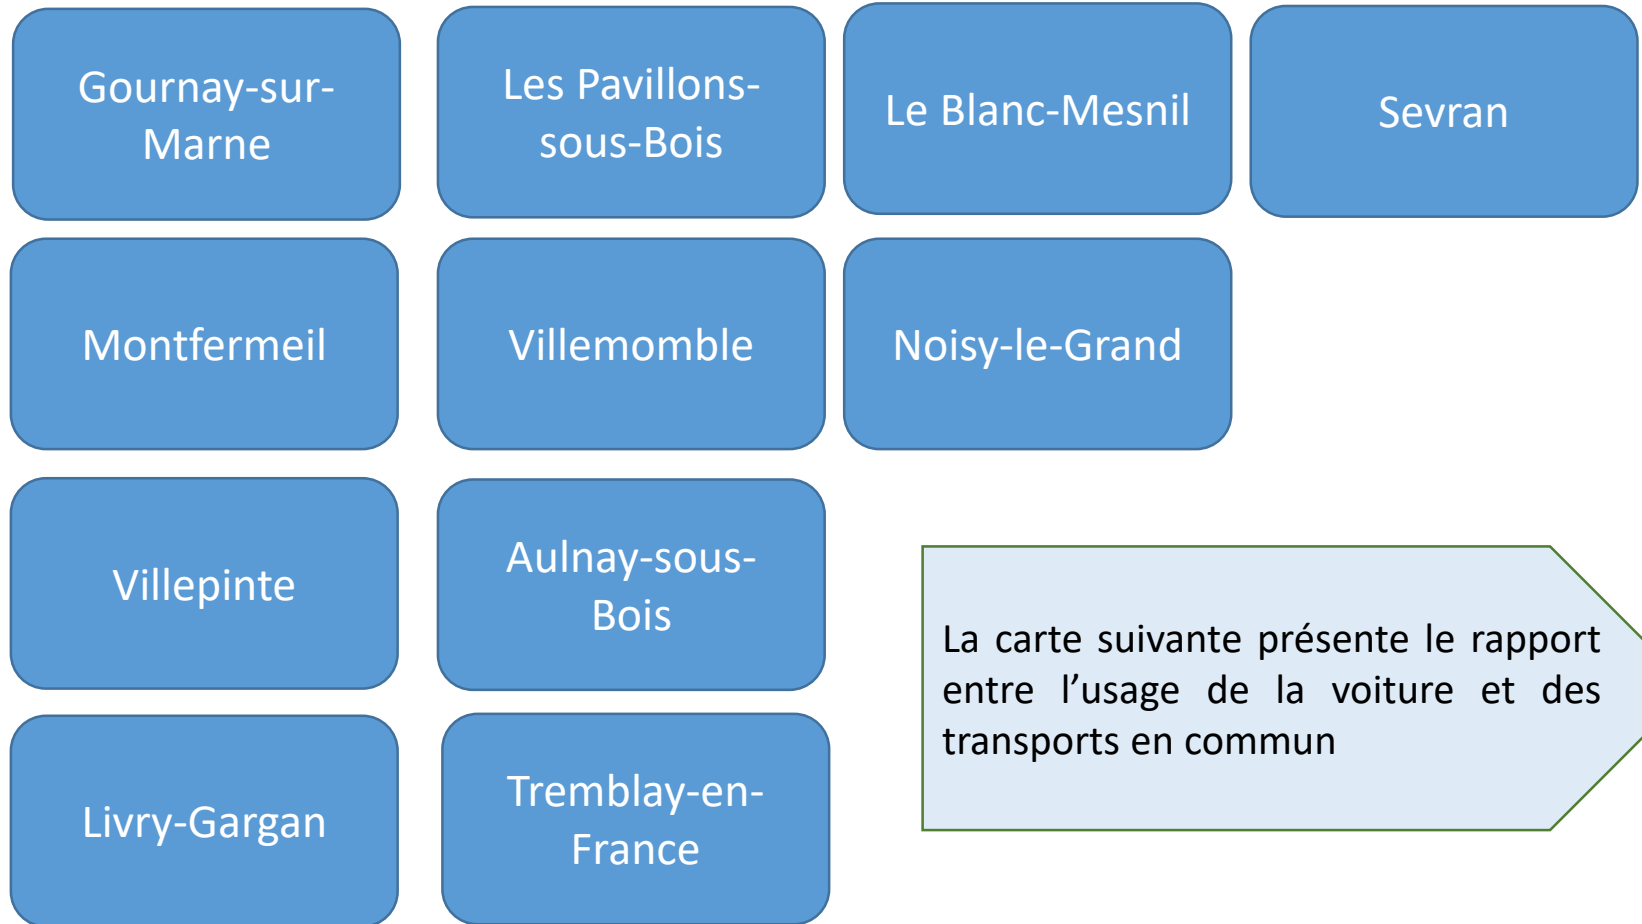 Gournay-sur-
Marne
Les Pavillons-
sous-Bois
Le Blanc-Mesnil
Sevran
Montfermeil
Villemomble
Noisy-le-Grand
Villepinte
Aulnay-sous-
Bois
La carte suivante présente le rapport
entre l’usage de la voiture et des
transports en commun
Livry-Gargan
Tremblay-en-
France